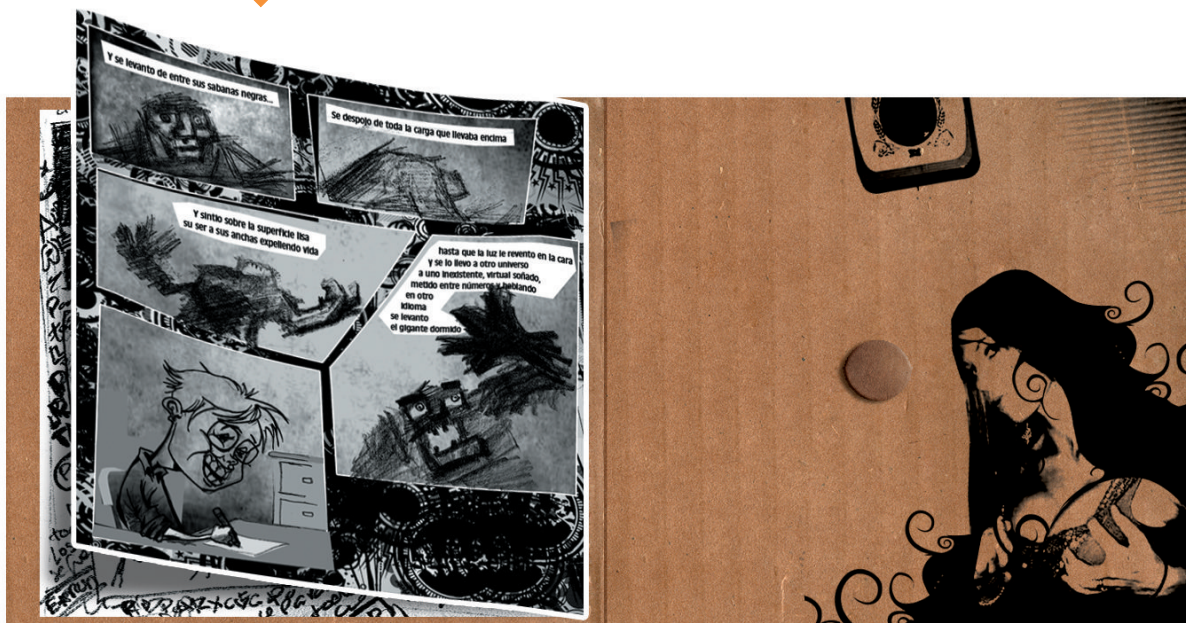 Y se levanto de entre sus sabanas negras...
Se despojo de toda la carga que llevaba encima
Y sintio sobre la superficie lisa
su ser a sus anchas expeliendo vida
hasta que la luz le revento en la cara
y se lo llevo a otro universo
a uno inexistente, virtual soñado,
metido entre números y hablando
en otro
idioma
se levanto
el gigante dormido